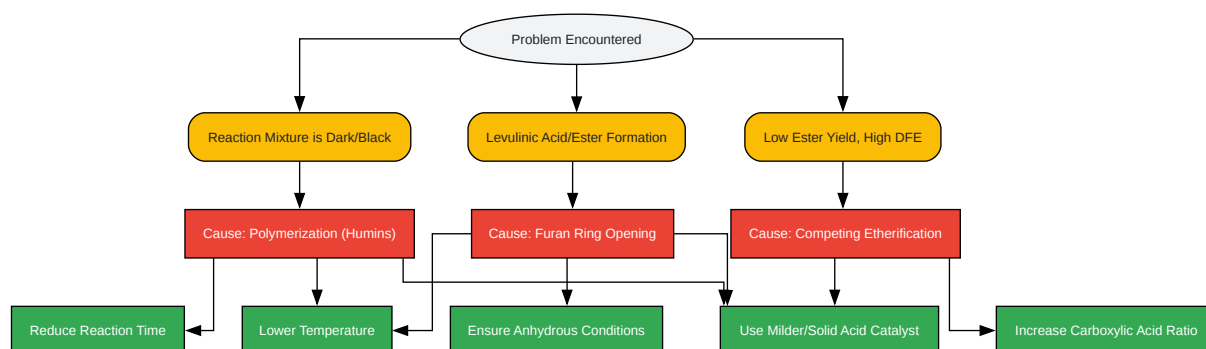 Problem Encountered
Reaction Mixture is Dark/Black
Levulinic Acid/Ester Formation
Low Ester Yield, High DFE
Cause: Polymerization (Humins)
Cause: Furan Ring Opening
Cause: Competing Etherification
Reduce Reaction Time
Lower Temperature
Ensure Anhydrous Conditions
Use Milder/Solid Acid Catalyst
Increase Carboxylic Acid Ratio